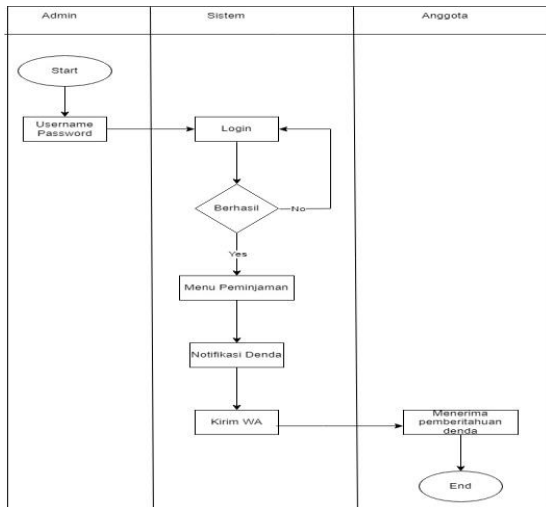 Admin
Sistem
Anggota
Start
Username
Password
Login
Berhasil
No
Yes
Menu Peminjaman
Notifikasi Denda
Kirim WA
Menerima
pemberitahuan
denda
End